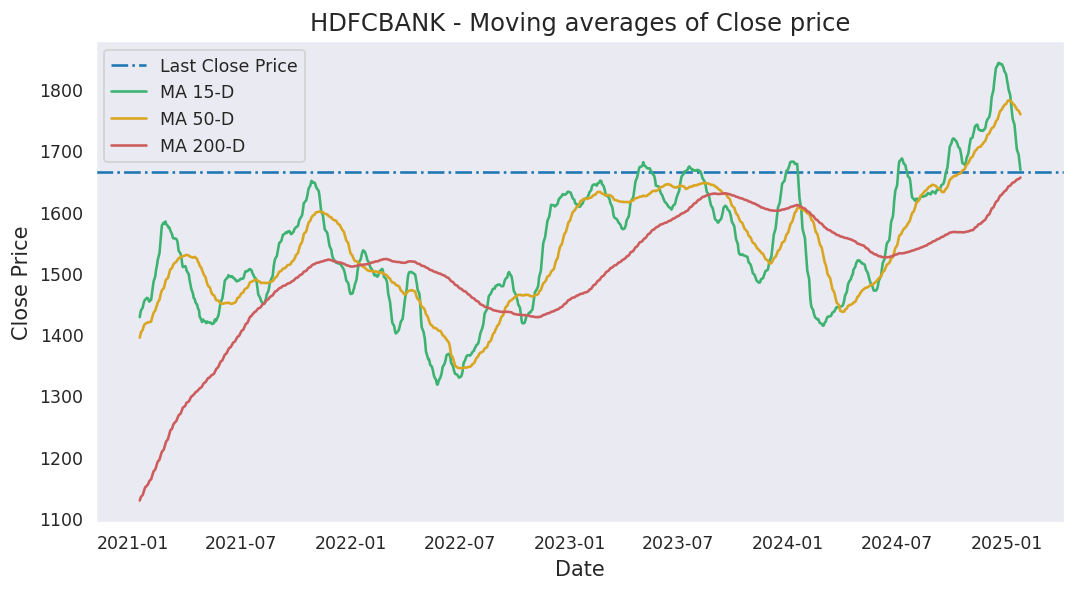 HDFCBANK - Moving averages of Close price
Last Close Price
MA 15-D
MA 50-D
MA 200-D
Close Price
1800
1700
1600
1500
1400
1300
1200
1100
2021-01 2021-07 2022-01 2022-07 2023-01 2023-07 2024-01 2024-07 2025-01
Date